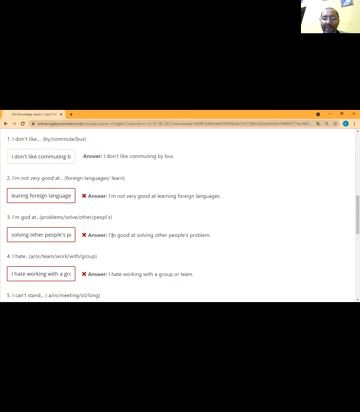 1. I don't like... (by/commute/bus)
I don't like commuting b
Answer: I don't like commuting by bus.
2. I'm not very good at.. (foreign languages/ learn)
learing foreign language
Answer: I'm not very good at learning foreign languages.
3. I'm god at..(problems/solve/other/peopl's)
solving other people's p
Answer: I'm good at solving other people's problem.
4. I hate..(a/or/team/work/with/group)
I hate working with a gro
Answer: I hate working with a group or team.
5. I can't stand... ( a/in/meeting/sit/long)